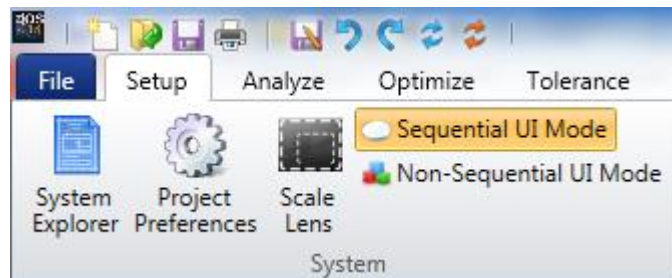 File Setup Analyze Optimize Tolerance
Sequential UI Mode
Non-Sequential UI Mode
System Explorer
Project Preferences
Scale Lens
System